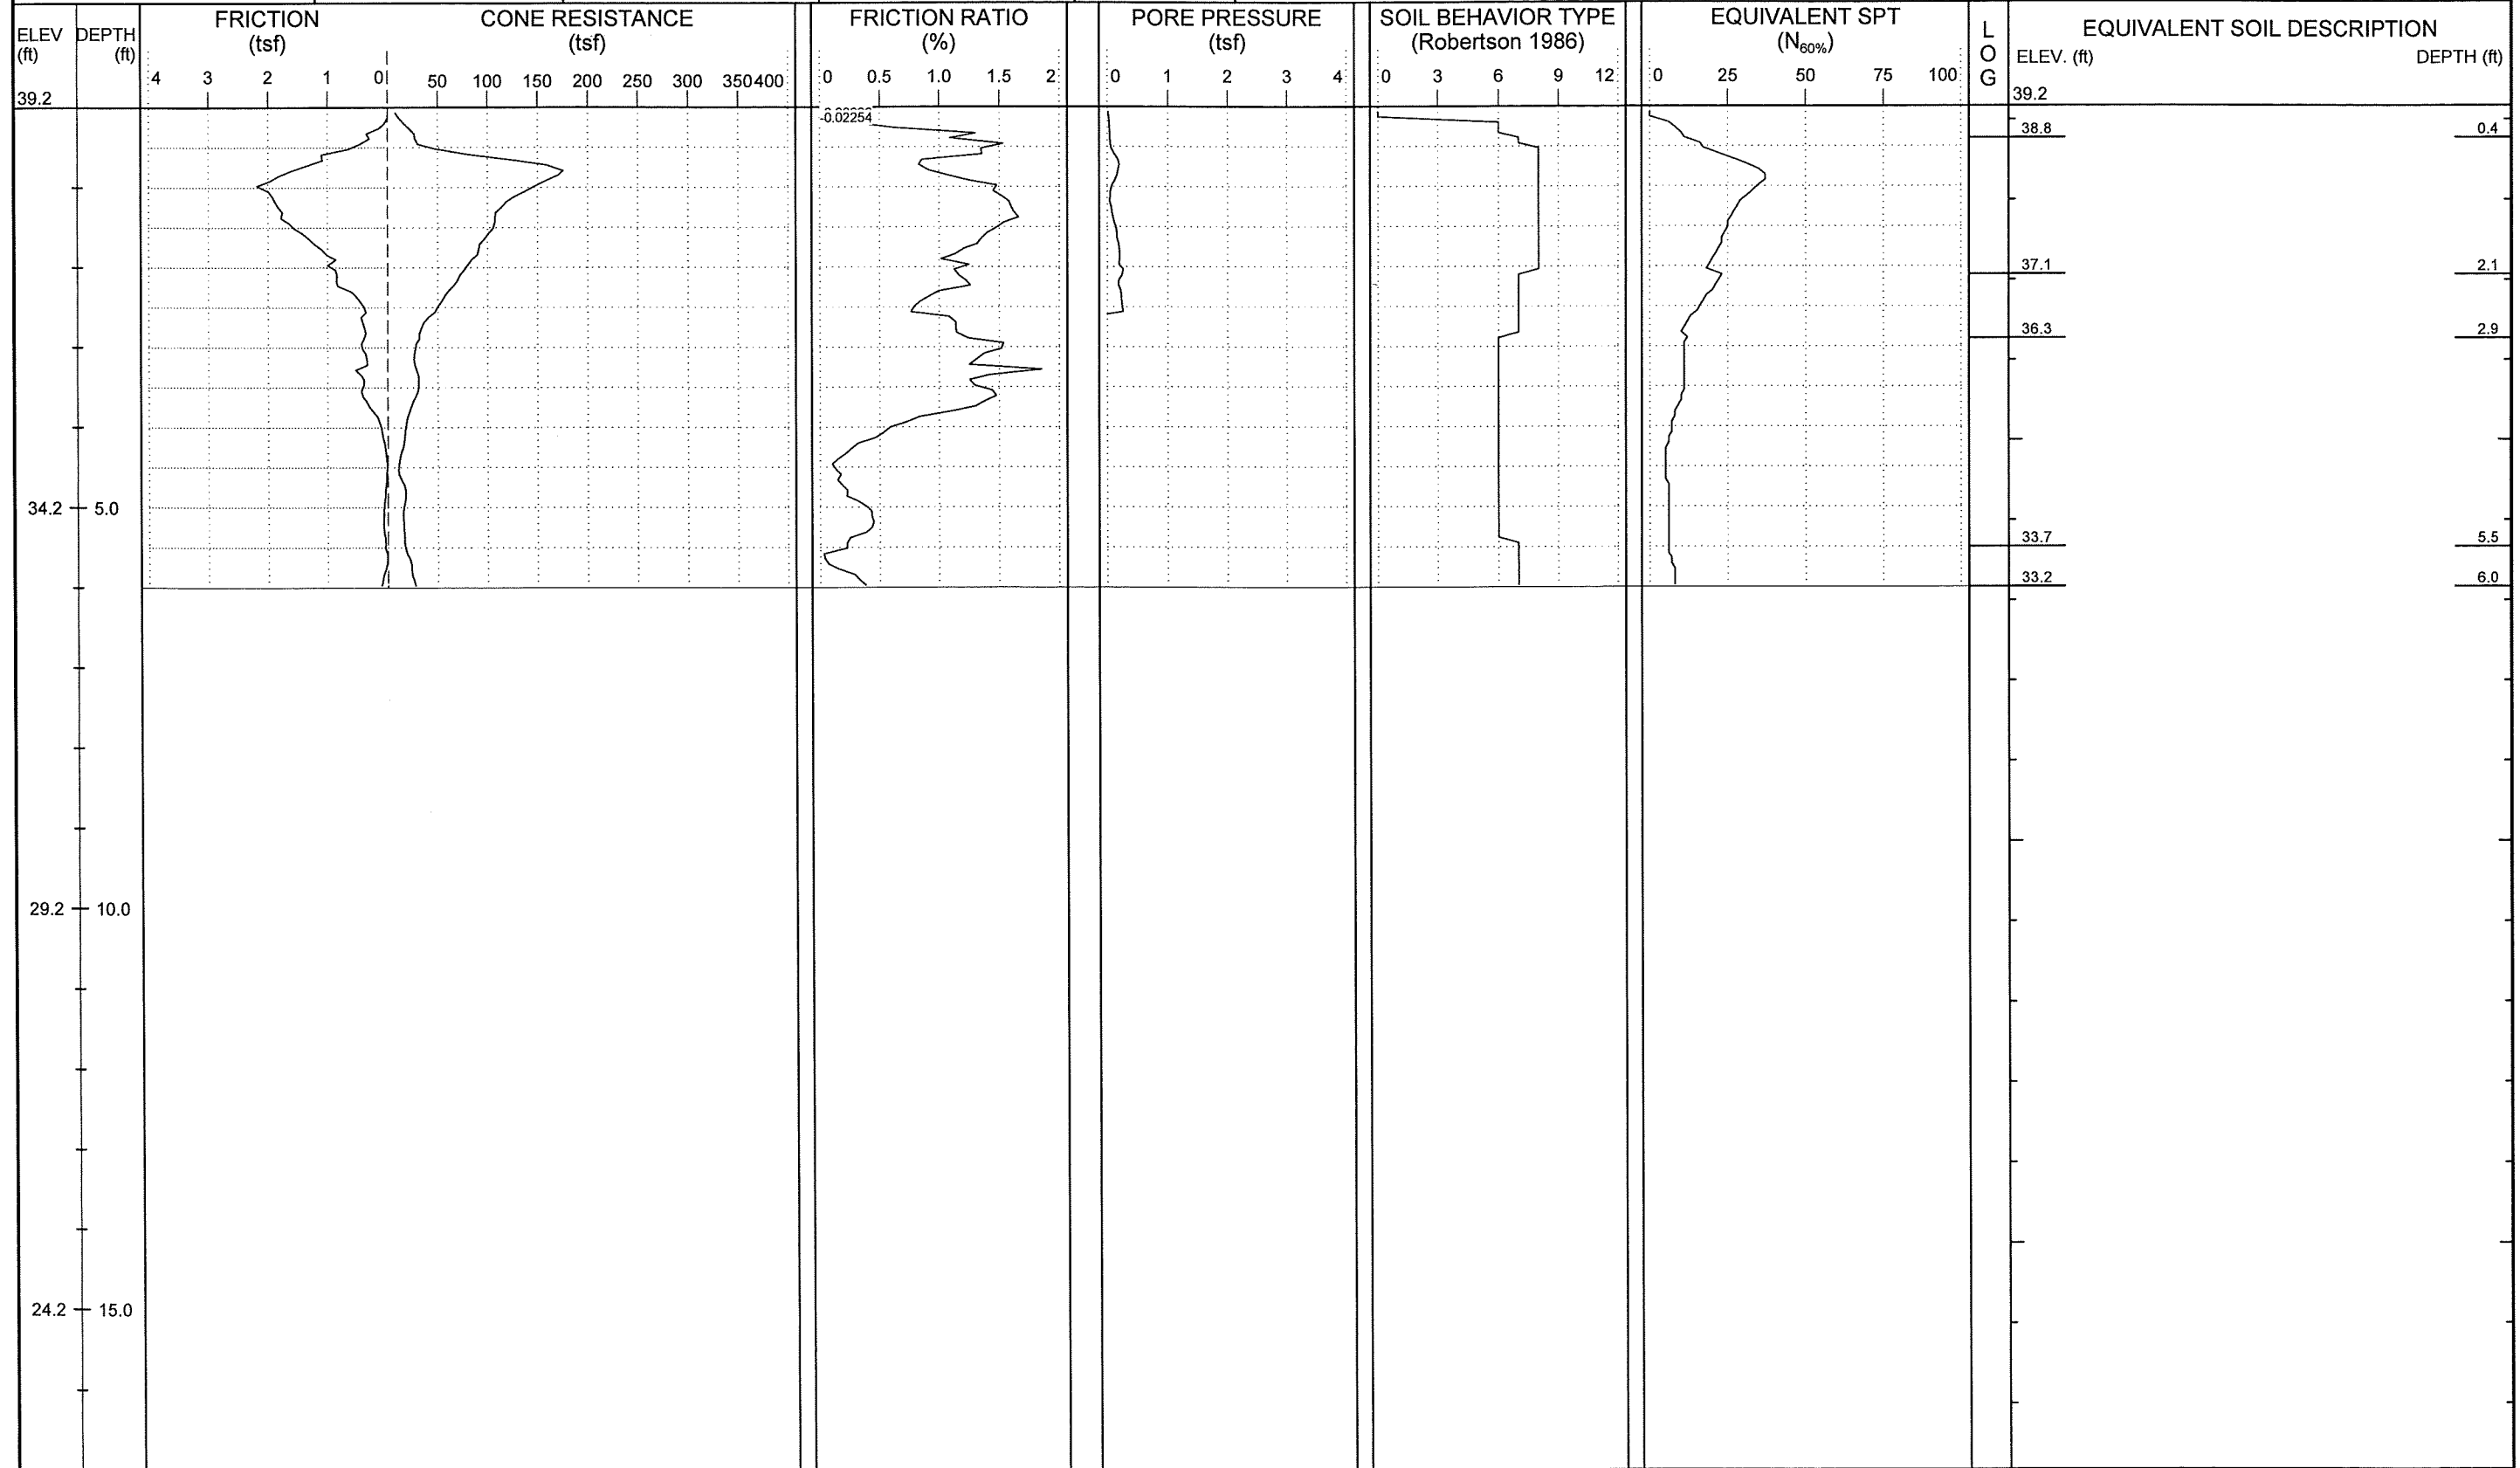 FRICTION CONE RESISTANCE FRICTION RATIO PORE PRESSURE SOIL BEHAVIOR TYPE EQUIVALENT SPT
ELEV DEPTH (tsf) (tsf) (%) (tsf) (Robertson 1986) (N60%) L EQUIVALENT SOIL DESCRIPTION
(ft) (ft) O ELEV. (ft) DEPTH (ft)
4 3 2 1 0 50 100 150 200 250 300 350 400 0 0.5 1.0 1.5 2 0 1 2 3 4 0 3 6 9 12 0 25 50 75 100 G
39.2 39.2
-0.02254
38.8 0.4
37.1 2.1
36.3 2.9
34.2 5.0
33.7 5.5
33.2 6.0
29.2 10.0
24.2 15.0